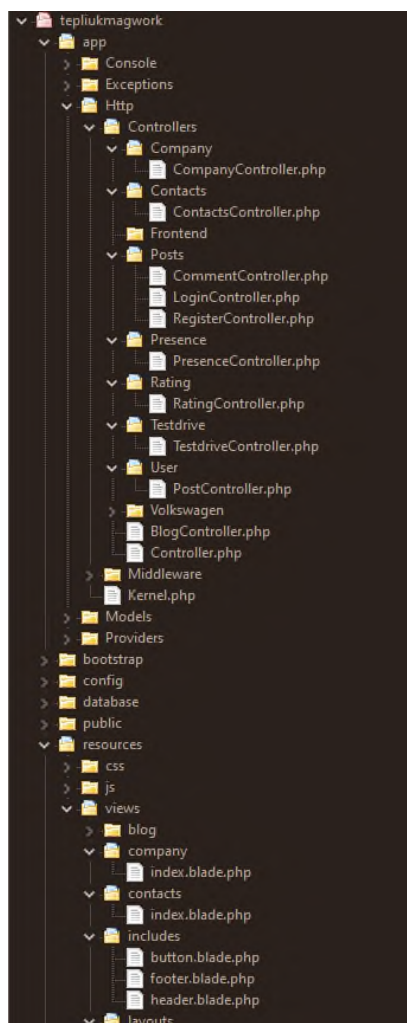 tepliukmagwork
app
Console
Exceptions
Http
Controllers
Company
CompanyController.php
Contacts
ContactsController.php
Frontend
Posts
CommentController.php
LoginController.php
RegisterController.php
Presence
PresenceController.php
Rating
RatingController.php
Testdrive
TestdriveController.php
User
PostController.php
Volkswagen
BlogController.php
Controller.php
Middleware
Kernel.php
Models
Providers
bootstrap
config
database
public
resources
css
js
views
blog
company
index.blade.php
contacts
index.blade.php
includes
button.blade.php
footer.blade.php
header.blade.php
layouts